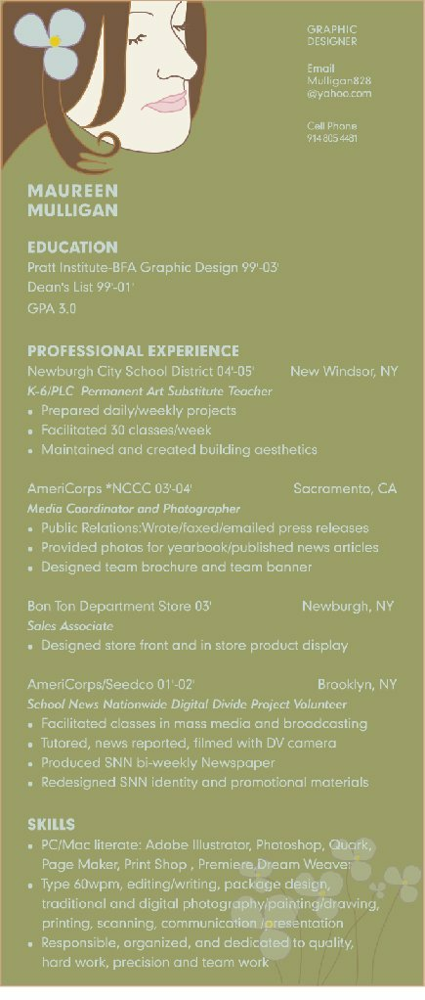 GRAPHIC
DESIGNER
Email
Mulligan828
@yahoo.com
Cell Phone
914 805 4481
MAUREEN
MULLIGAN
EDUCATION
Pratt Institute-BFA Graphic Design 99'-03'
Dean's List 99'-01'
GPA 3.0
PROFESSIONAL EXPERIENCE
Newburgh City School District 04'-05' New Windsor, NY
K-6/PLC Permanent Art Substitute Teacher
• Prepared daily/weekly projects
• Facilitated 30 classes/week
• Maintained and created building aesthetics
AmeriCorps *NCCC 03'-04' Sacramento, CA
Media Coordinator and Photographer
• Public Relations:Wrote/faxed/emailed press releases
• Provided photos for yearbook/published news articles
• Designed team brochure and team banner
Bon Ton Department Store 03' Newburgh, NY
Sales Associate
• Designed store front and in store product display
AmeriCorps/Seedco 01'-02' Brooklyn, NY
School News Nationwide Digital Divide Project Volunteer
• Facilitated classes in mass media and broadcasting
• Tutored, news reported, filmed with DV camera
• Produced SNN bi-weekly Newspaper
• Redesigned SNN identity and promotional materials
SKILLS
• PC/Mac literate: Adobe Illustrator, Photoshop, Quark,
Page Maker, Print Shop , Premiere,Dream Weaver
• Type 60wpm, editing/writing, package design,
traditional and digital photography/painting/drawing,
printing, scanning, communication /presentation
• Responsible, organized, and dedicated to quality,
hard work, precision and team work